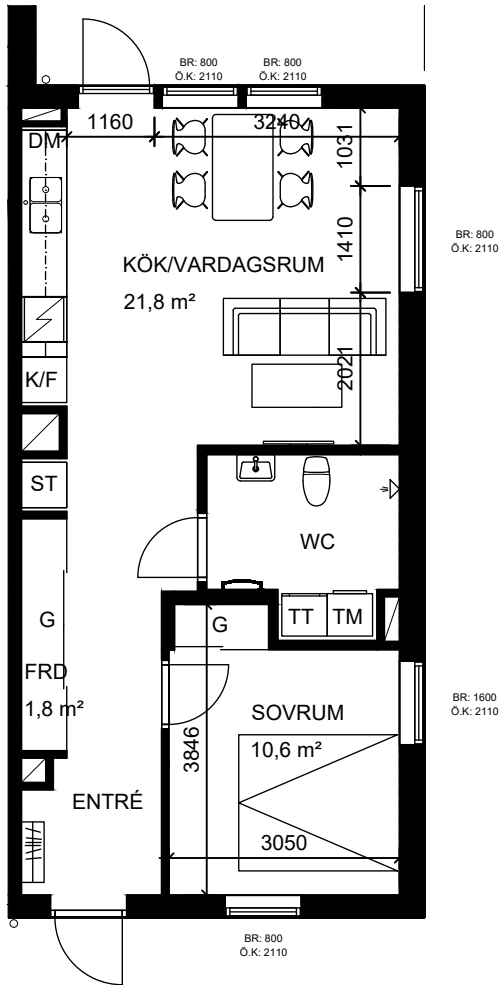 BR: 800
Ö.K: 2110
BR: 800
Ö.K: 2110
DM
1160
3240
1031
1410
2021
BR: 800
Ö.K: 2110
KÖK/VARDAGSRUM
21,8 m²
K/F
ST
WC
G
FRD
1,8 m²
G
TT
TM
BR: 1600
Ö.K: 2110
SOVRUM
10,6 m²
3846
3050
ENTRÉ
BR: 800
Ö.K: 2110